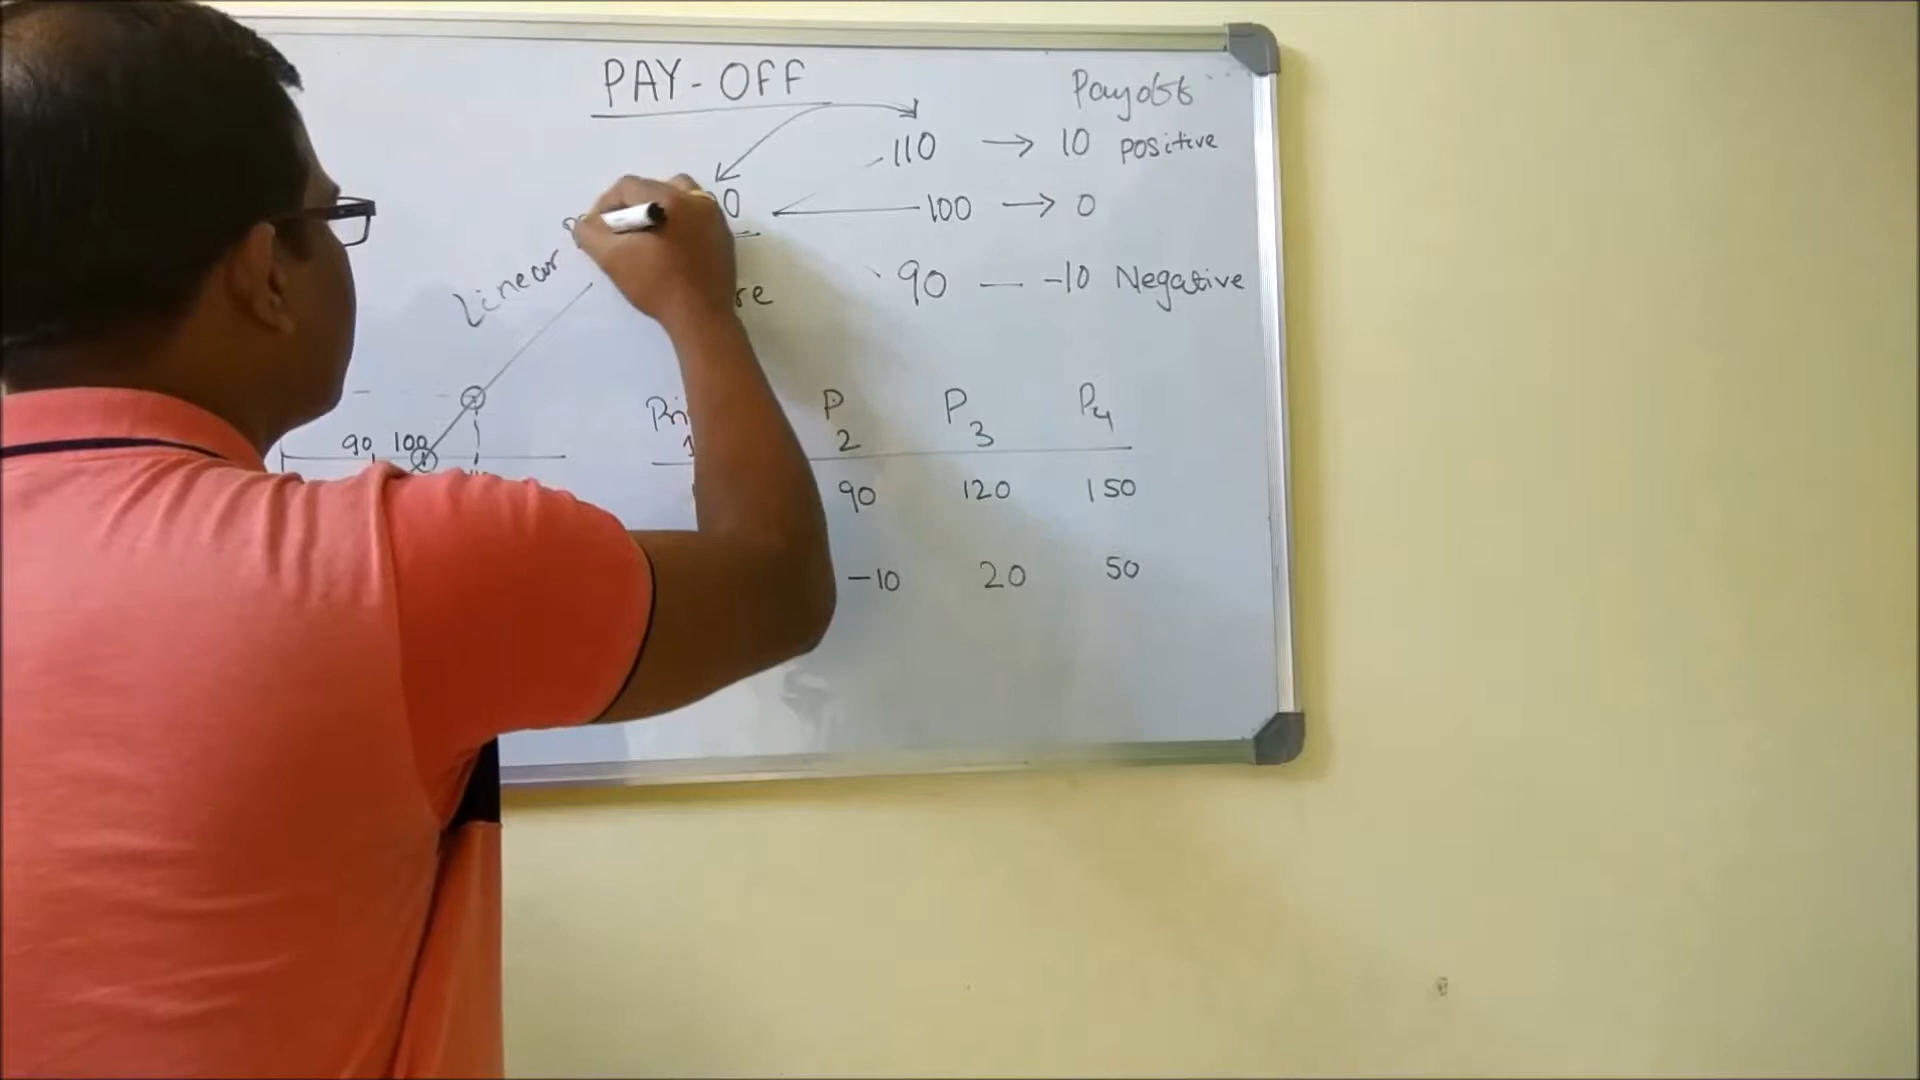 PAY-OFF
Payoff
110 → 10 positive
100 → 0
90 — -10 Negative
Linear
90 100
P2 P3 P4
90 120 150
-10 20 50